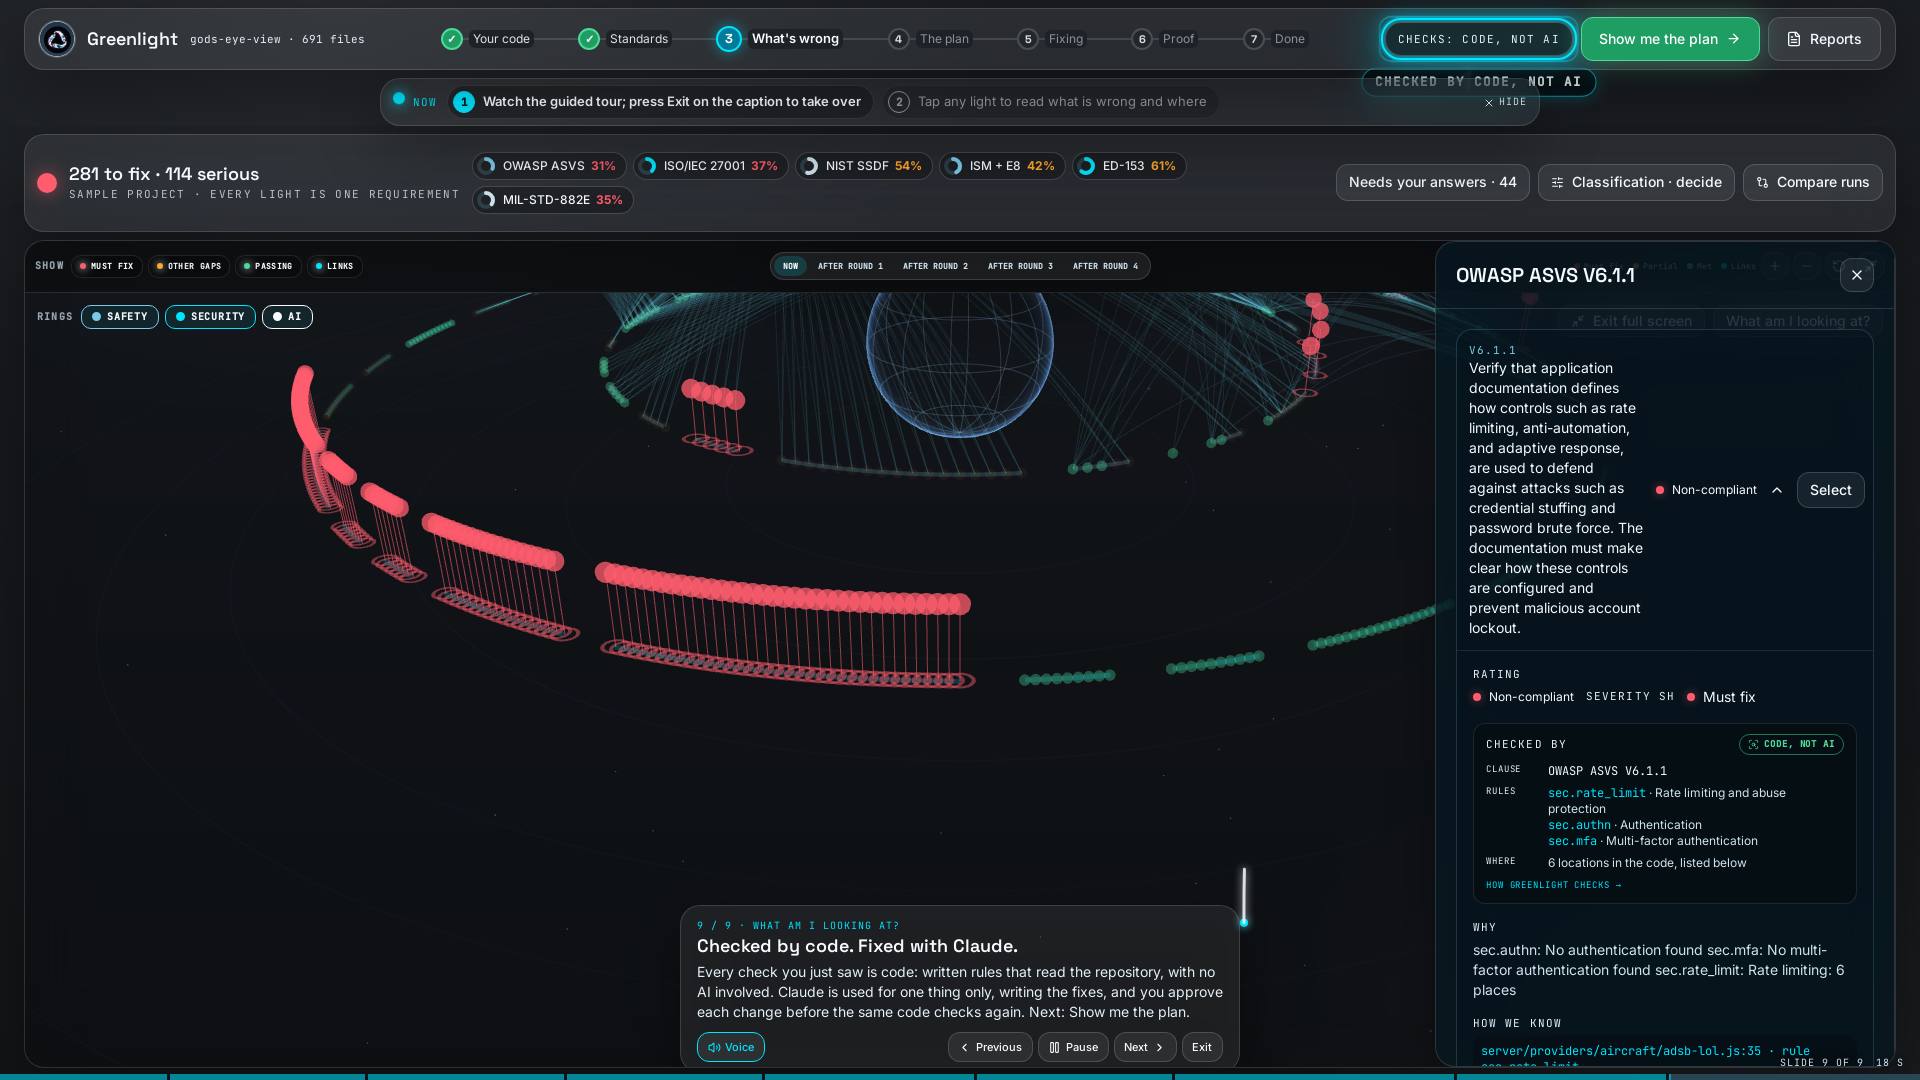 Greenlight gods-eye-view · 691 files
✓ Your code ✓ Standards 3 What's wrong 4 The plan 5 Fixing 6 Proof 7 Done
CHECKS: CODE, NOT AI
Show me the plan →
Reports
CHECKED BY CODE, NOT AI
NOW 1 Watch the guided tour; press Exit on the caption to take over 2 Tap any light to read what is wrong and where
× HIDE
281 to fix · 114 serious
SAMPLE PROJECT · EVERY LIGHT IS ONE REQUIREMENT
OWASP ASVS 31% ISO/IEC 27001 37% NIST SSDF 54% ISM + E8 42% ED-153 61%
MIL-STD-882E 35%
Needs your answers · 44
Classification · decide
Compare runs
SHOW MUST FIX OTHER GAPS PASSING LINKS
NOW AFTER ROUND 1 AFTER ROUND 2 AFTER ROUND 3 AFTER ROUND 4
RINGS SAFETY SECURITY AI
OWASP ASVS V6.1.1
Partial Met Links
Exit full screen What am I looking at?
V6.1.1
Verify that application
documentation defines
how controls such as rate
limiting, anti-automation,
and adaptive response,
are used to defend
against attacks such as
credential stuffing and
password brute force. The
documentation must make
clear how these controls
are configured and
prevent malicious account
lockout.
Non-compliant
Select
RATING
Non-compliant SEVERITY SH Must fix
CHECKED BY CODE, NOT AI
CLAUSE OWASP ASVS V6.1.1
RULES sec.rate_limit · Rate limiting and abuse
protection
sec.authn · Authentication
sec.mfa · Multi-factor authentication
WHERE 6 locations in the code, listed below
HOW GREENLIGHT CHECKS →
WHY
sec.authn: No authentication found sec.mfa: No multi-
factor authentication found sec.rate_limit: Rate limiting: 6
places
HOW WE KNOW
server/providers/aircraft/adsb-lol.js:35 · rule
sec.rate_limit
9 / 9 · WHAT AM I LOOKING AT?
Checked by code. Fixed with Claude.
Every check you just saw is code: written rules that read the repository, with no
AI involved. Claude is used for one thing only, writing the fixes, and you approve
each change before the same code checks again. Next: Show me the plan.
Voice
Previous
Pause
Next
Exit
SLIDE 9 OF 9 18 S